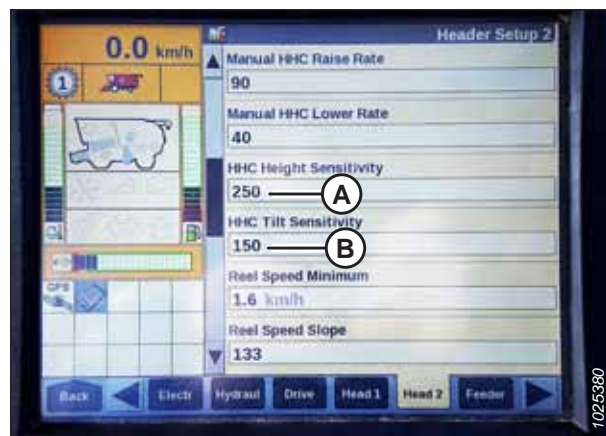 0.0 km/h
Header Setup 2
1
Manual HHC Raise Rate
90
Manual HHC Lower Rate
40
HHC Height Sensitivity
250
A
HHC Tilt Sensitivity
150
B
Reel Speed Minimum
1.6 km/h
GPS
Reel Speed Slope
133
Back
Electr
Hydraul
Drive
Head 1
Head 2
Feeder
1025380